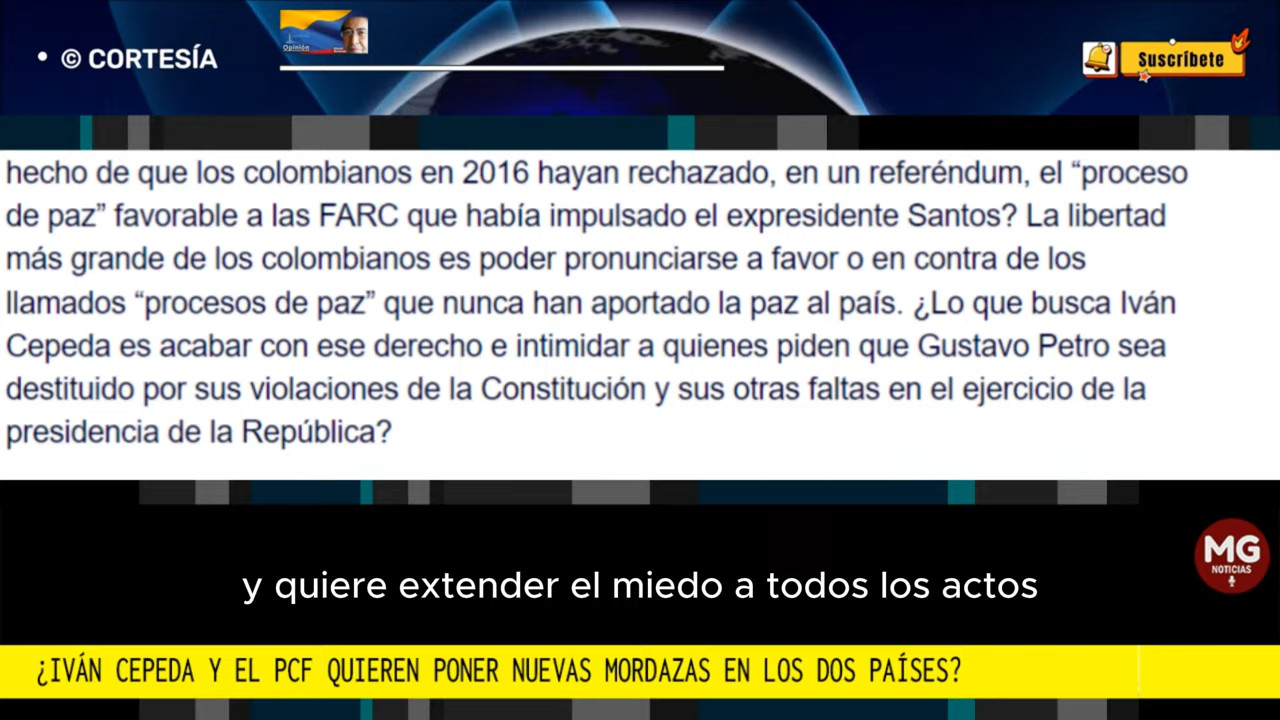 • © CORTESÍA
Opinión
Suscríbete
hecho de que los colombianos en 2016 hayan rechazado, en un referéndum, el “proceso
de paz” favorable a las FARC que había impulsado el expresidente Santos? La libertad
más grande de los colombianos es poder pronunciarse a favor o en contra de los
llamados “procesos de paz” que nunca han aportado la paz al país. ¿Lo que busca Iván
Cepeda es acabar con ese derecho e intimidar a quienes piden que Gustavo Petro sea
destituido por sus violaciones de la Constitución y sus otras faltas en el ejercicio de la
presidencia de la República?
MG
NOTICIAS
y quiere extender el miedo a todos los actos
¿IVÁN CEPEDA Y EL PCF QUIEREN PONER NUEVAS MORDAZAS EN LOS DOS PAÍSES?